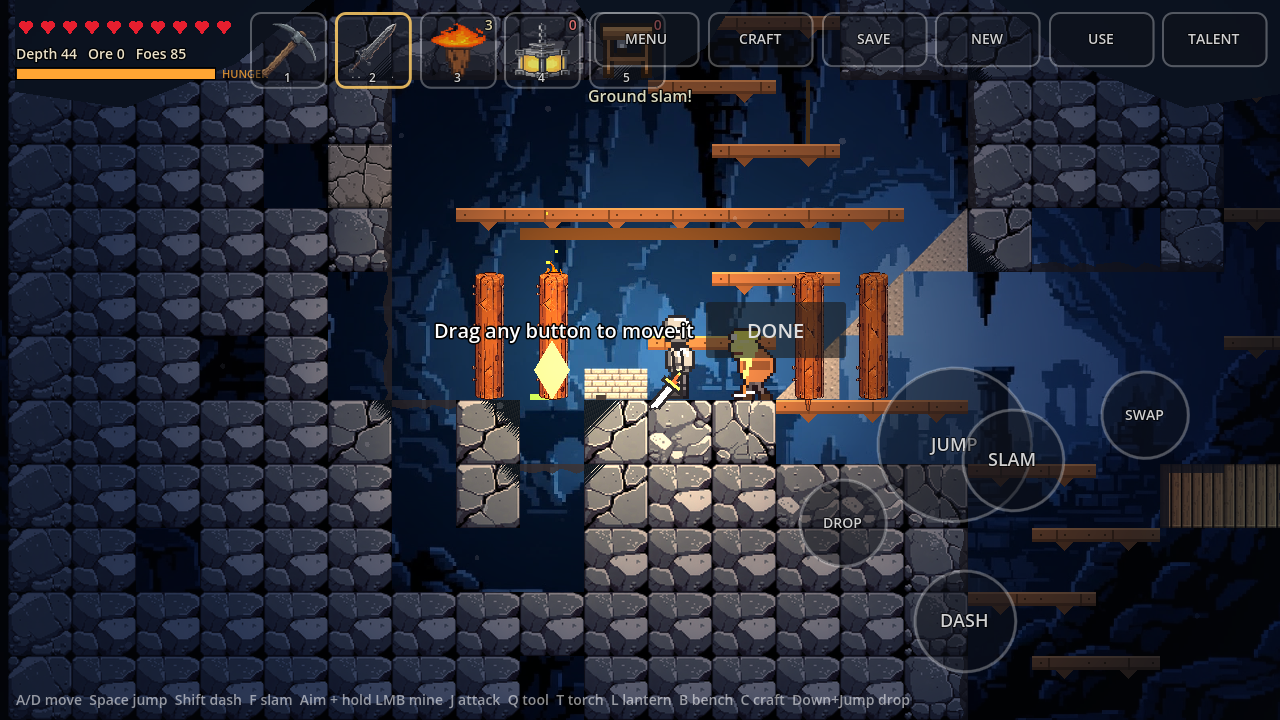 Depth 44 Ore 0 Foes 85
HUNGER
1
2
3
3
0
4
0
5
MENU
CRAFT
SAVE
NEW
USE
TALENT
Ground slam!
Drag any button to move it
DONE
SWAP
JUMP
SLAM
DROP
DASH
A/D move Space jump Shift dash F slam Aim + hold LMB mine J attack Q tool T torch L lantern B bench C craft Down+Jump drop